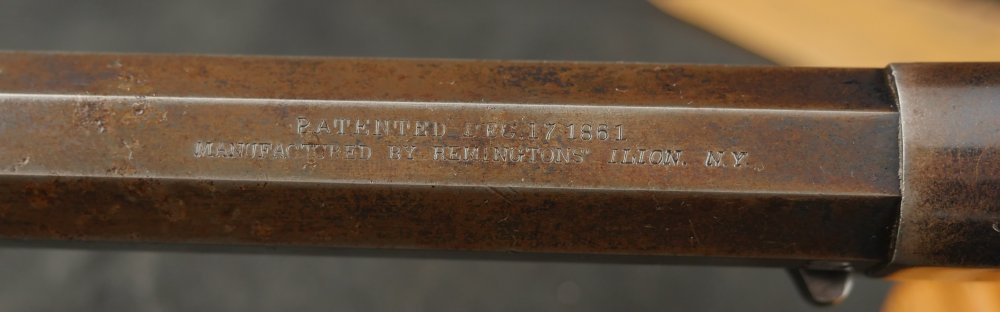 PATENTED DEC. 17, 1861
MANUFACTURED BY REMINGTONS' ILION. N.Y.